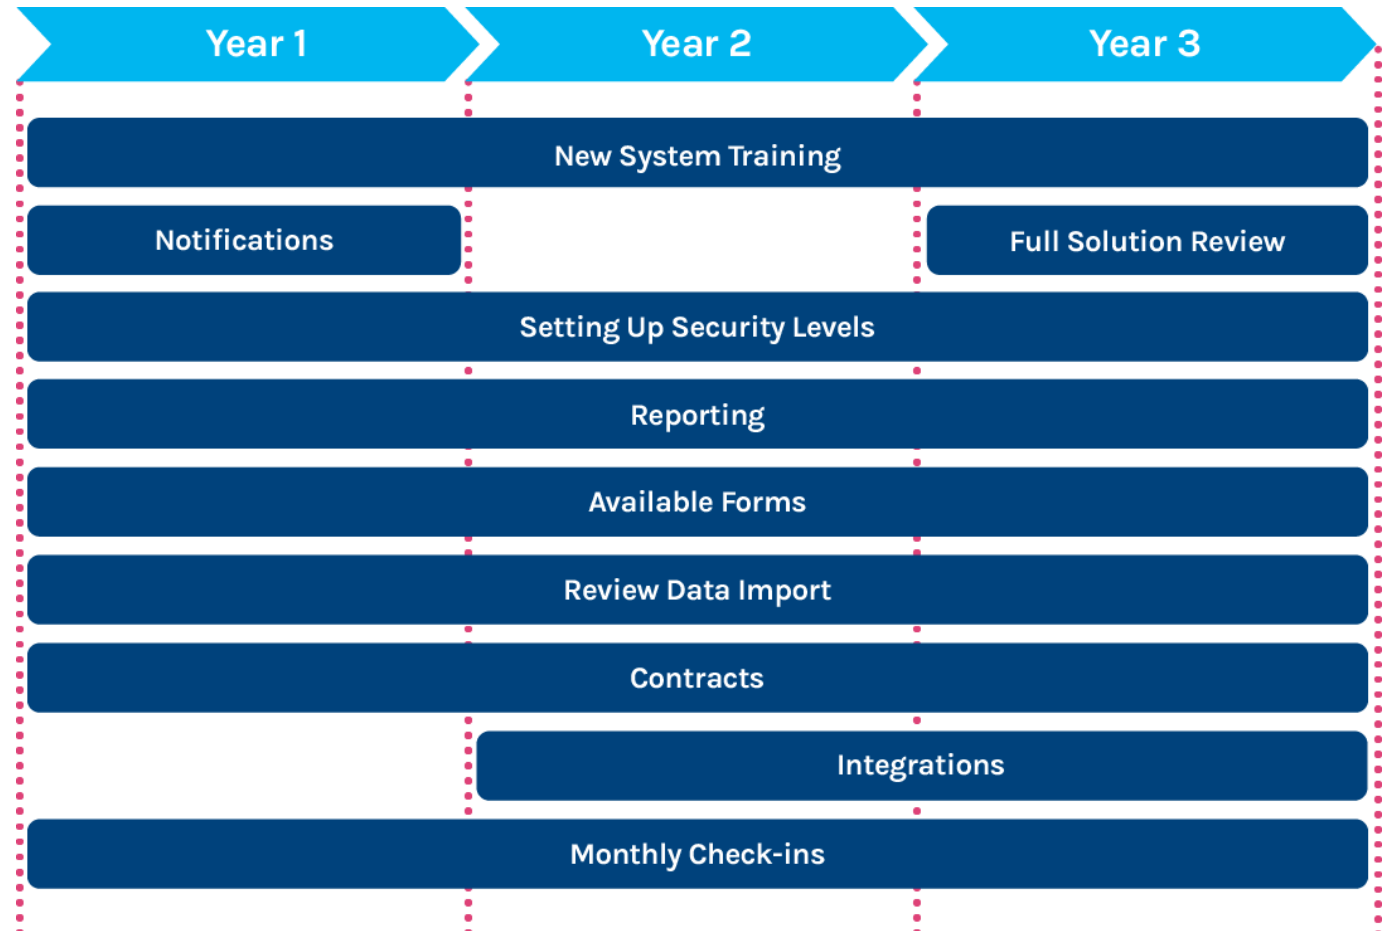 Year 1
Year 2
Year 3
New System Training
Notifications
Full Solution Review
Setting Up Security Levels
Reporting
Available Forms
Review Data Import
Contracts
Integrations
Monthly Check-ins